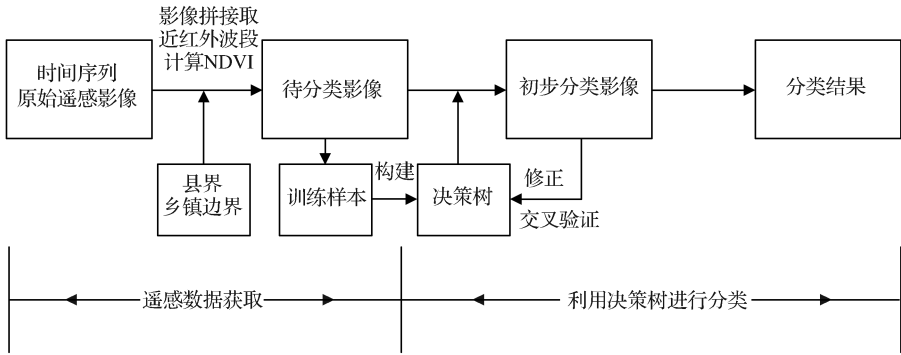 影像拼接取
近红外波段
计算NDVI
时间序列
原始遥感影像
待分类影像
初步分类影像
分类结果
县界
乡镇边界
训练样本
构建
决策树
修正
交叉验证
遥感数据获取
利用决策树进行分类